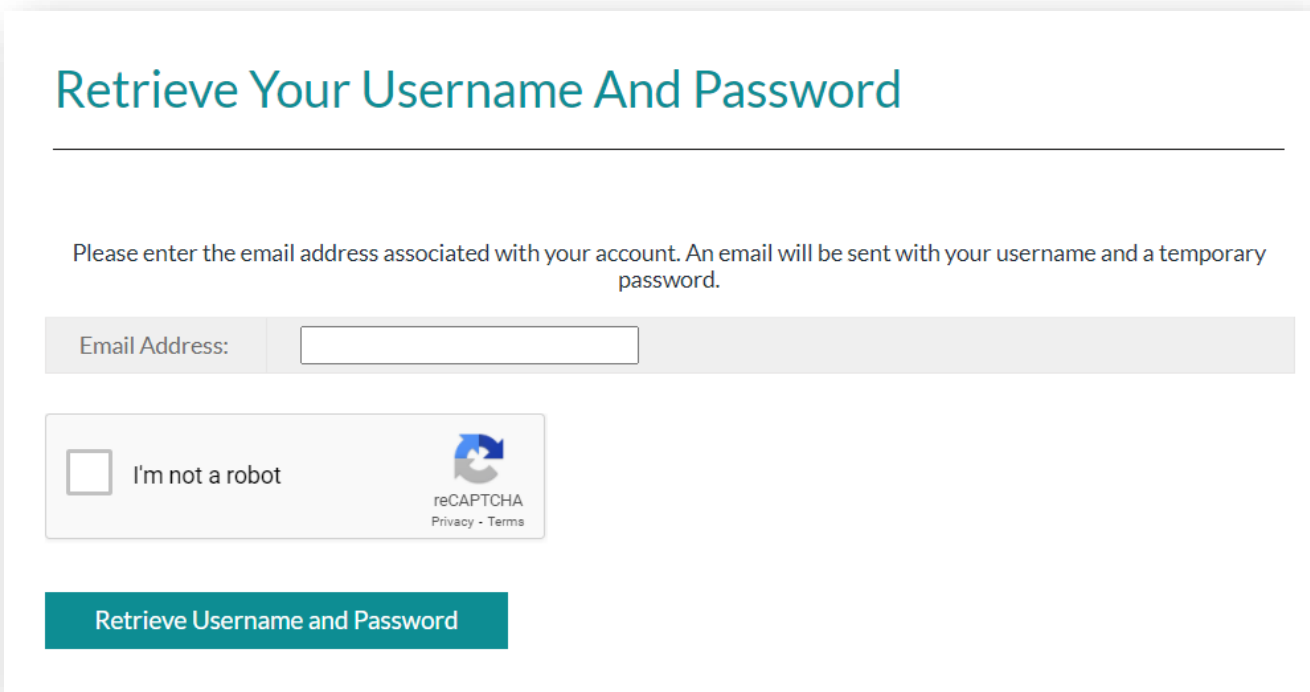 Retrieve Your Username And Password
Please enter the email address associated with your account. An email will be sent with your username and a temporary
password.
Email Address:
I'm not a robot
reCAPTCHA
Privacy - Terms
Retrieve Username and Password